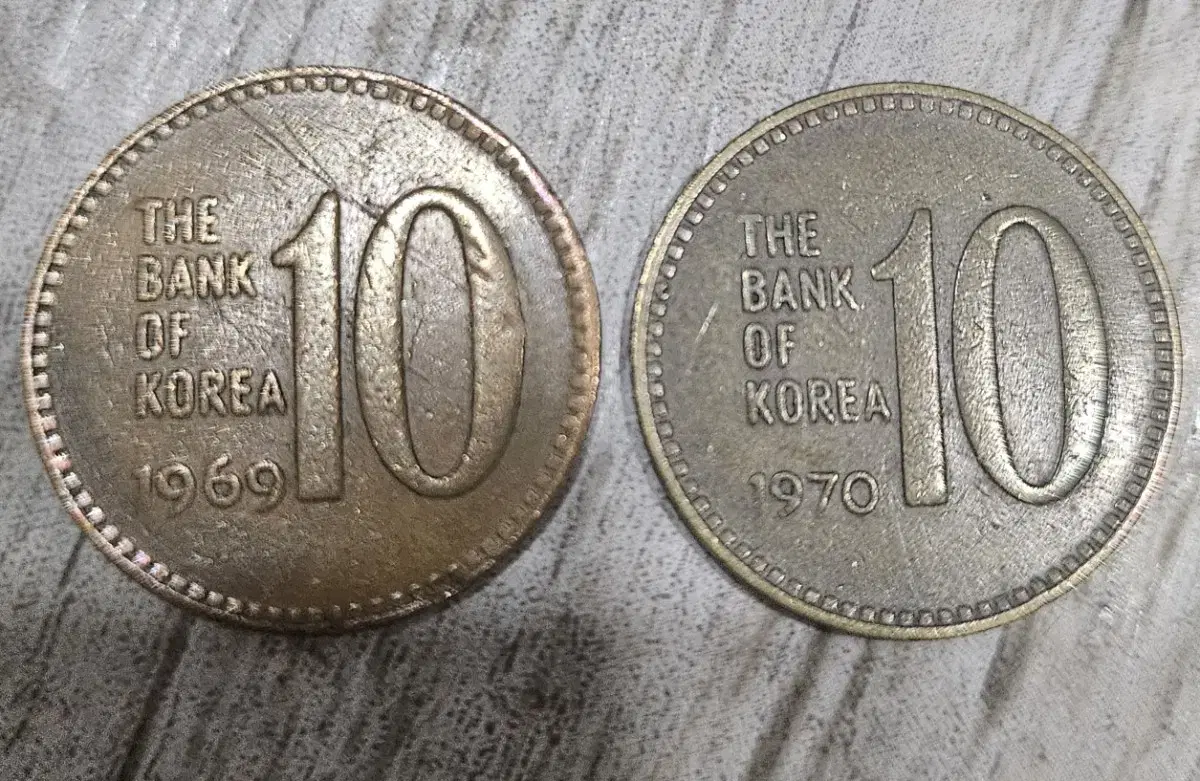 THE
BANK
OF
KOREA
1969
10
THE
BANK
OF
KOREA
1970
10